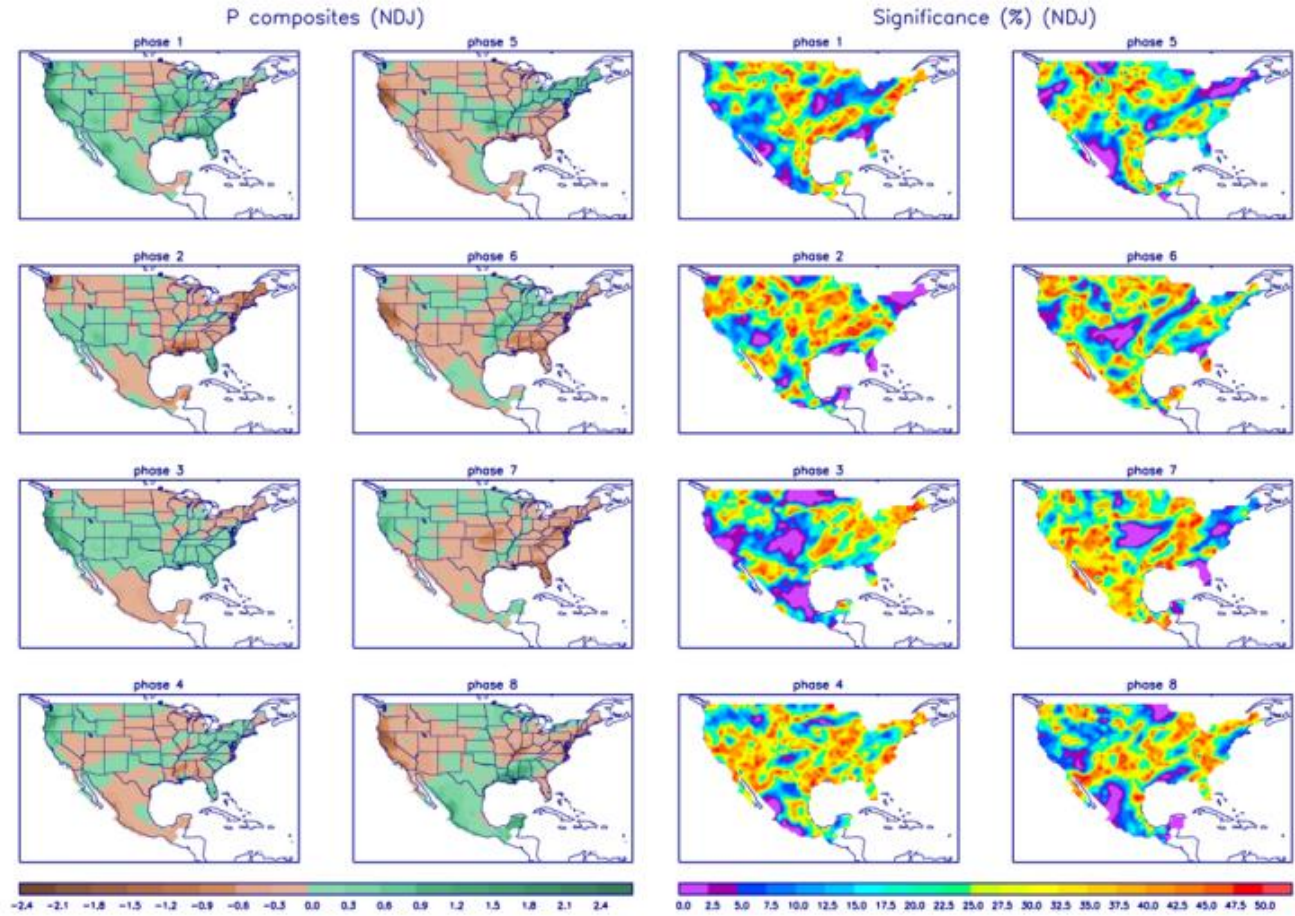 P composites (NDJ) Significance (%) (NDJ)
phase 1 phase 5 phase 1 phase 5
phase 2 phase 6 phase 2 phase 6
phase 3 phase 7 phase 3 phase 7
phase 4 phase 8 phase 4 phase 8
-2.4 -2.1 -1.8 -1.5 -1.2 -0.9 -0.6 -0.3 0.0 0.3 0.6 0.9 1.2 1.5 1.8 2.1 2.4 0.0 2.5 5.0 7.5 10.0 12.5 15.0 17.5 20.0 22.5 25.0 27.5 30.0 32.5 35.0 37.5 40.0 42.5 45.0 47.5 50.0